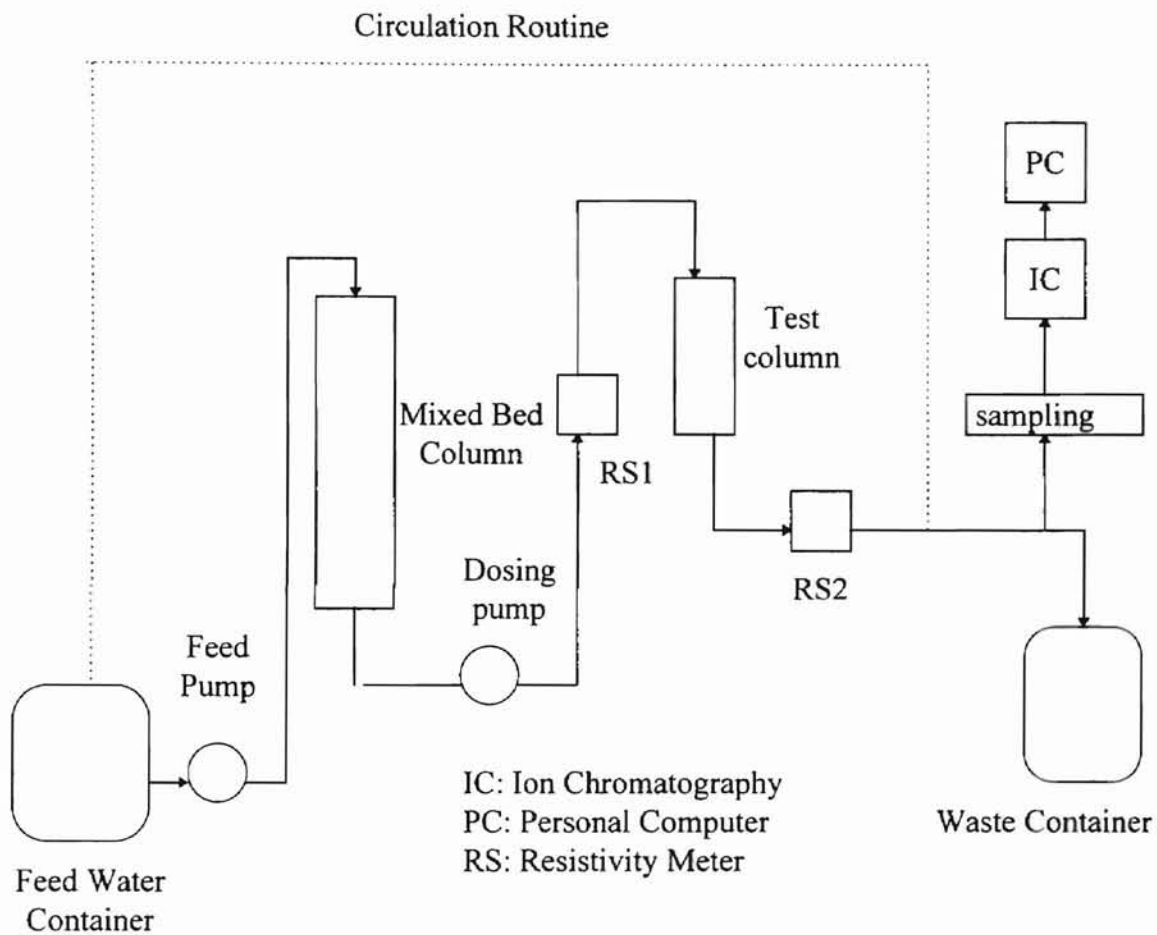 Circulation Routine
PC
IC
Test
column
sampling
Mixed Bed
Column
RS1
Dosing
pump
RS2
Feed
Pump
IC: Ion Chromatography
PC: Personal Computer
RS: Resistivity Meter
Waste Container
Feed Water
Container